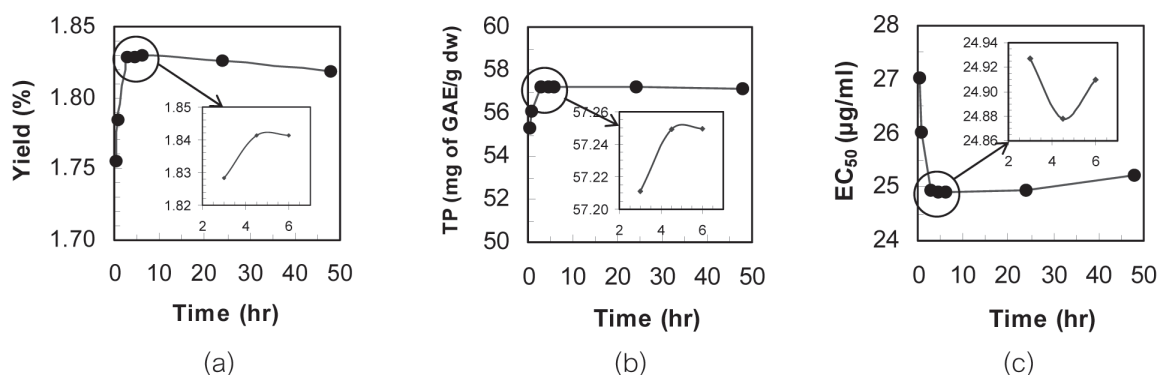 Yield (%)
1.85
1.80
1.75
1.70
0 10 20 30 40 50
Time (hr)
1.85
1.84
1.83
1.82
2 4 6
(a)
TP (mg of GAE/g dw)
60
58
56
54
52
50
0 10 20 30 40 50
Time (hr)
57.26
57.24
57.22
57.20
2 4 6
(b)
EC50 (µg/ml)
28
27
26
25
24
0 10 20 30 40 50
Time (hr)
24.94
24.92
24.90
24.88
24.86
2 4 6
(c)